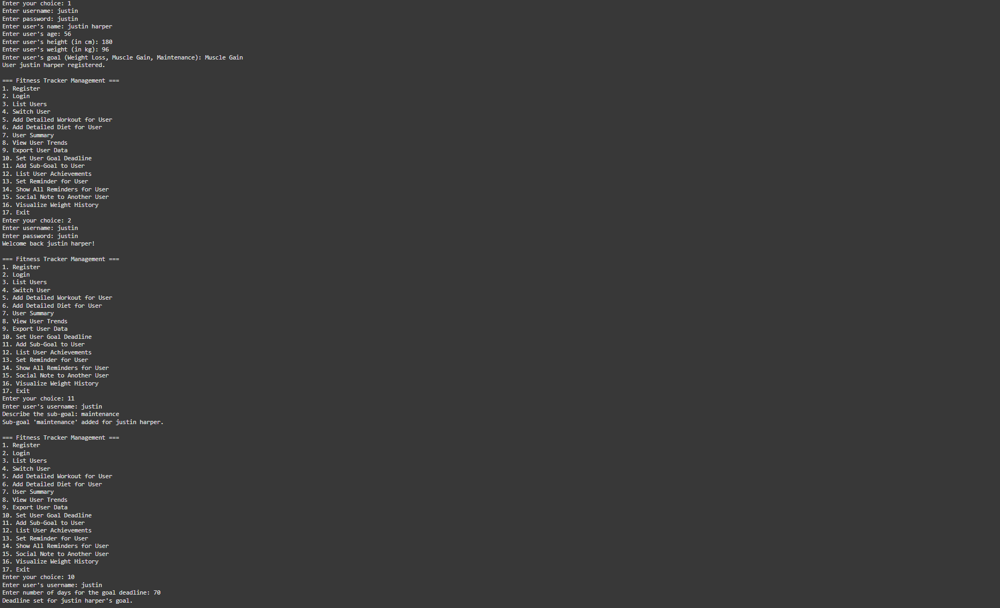 Enter your choice: 1
Enter username: justin
Enter password: justin
Enter user's name: justin harper
Enter user's age: 56
Enter user's height (in cm): 180
Enter user's weight (in kg): 96
Enter user's goal (Weight Loss, Muscle Gain, Maintenance): Muscle Gain
User justin harper registered.

=== Fitness Tracker Management ===
1. Register
2. Login
3. List Users
4. Switch User
5. Add Detailed Workout for User
6. Add Detailed Diet for User
7. User Summary
8. View User Trends
9. Export User Data
10. Set User Goal Deadline
11. Add Sub-Goal to User
12. List User Achievements
13. Set Reminder for User
14. Show All Reminders for User
15. Social Note to Another User
16. Visualize Weight History
17. Exit
Enter your choice: 2
Enter username: justin
Enter password: justin
Welcome back justin harper!

=== Fitness Tracker Management ===
1. Register
2. Login
3. List Users
4. Switch User
5. Add Detailed Workout for User
6. Add Detailed Diet for User
7. User Summary
8. View User Trends
9. Export User Data
10. Set User Goal Deadline
11. Add Sub-Goal to User
12. List User Achievements
13. Set Reminder for User
14. Show All Reminders for User
15. Social Note to Another User
16. Visualize Weight History
17. Exit
Enter your choice: 11
Enter user's username: justin
Describe the sub-goal: maintenance
Sub-goal 'maintenance' added for justin harper.

=== Fitness Tracker Management ===
1. Register
2. Login
3. List Users
4. Switch User
5. Add Detailed Workout for User
6. Add Detailed Diet for User
7. User Summary
8. View User Trends
9. Export User Data
10. Set User Goal Deadline
11. Add Sub-Goal to User
12. List User Achievements
13. Set Reminder for User
14. Show All Reminders for User
15. Social Note to Another User
16. Visualize Weight History
17. Exit
Enter your choice: 10
Enter user's username: justin
Enter number of days for the goal deadline: 70
Deadline set for justin harper's goal.